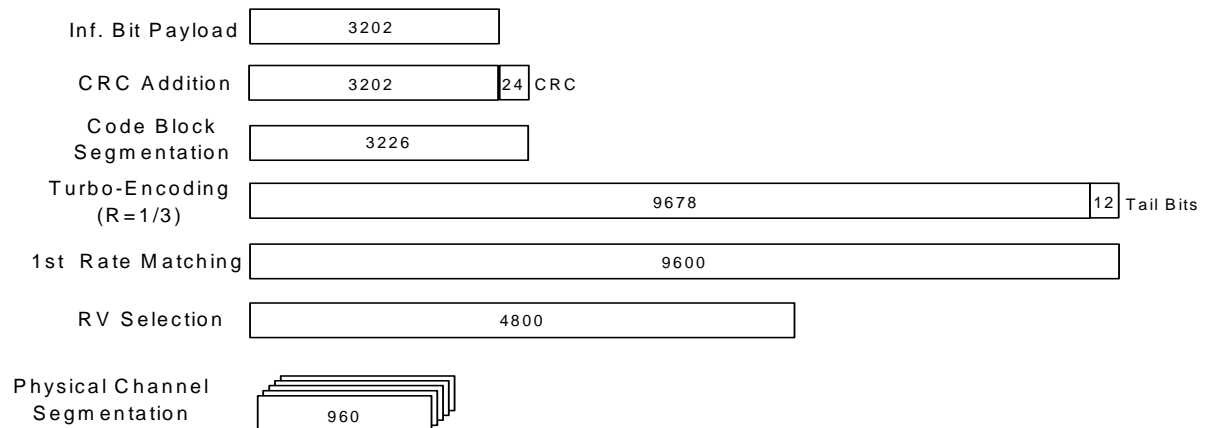 Inf. Bit Payload 3202
CRC Addition 3202 24 CRC
Code Block
Segmentation 3226
Turbo-Encoding
(R=1/3) 9678 12 Tail Bits
1st Rate Matching 9600
RV Selection 4800
Physical Channel
Segmentation 960